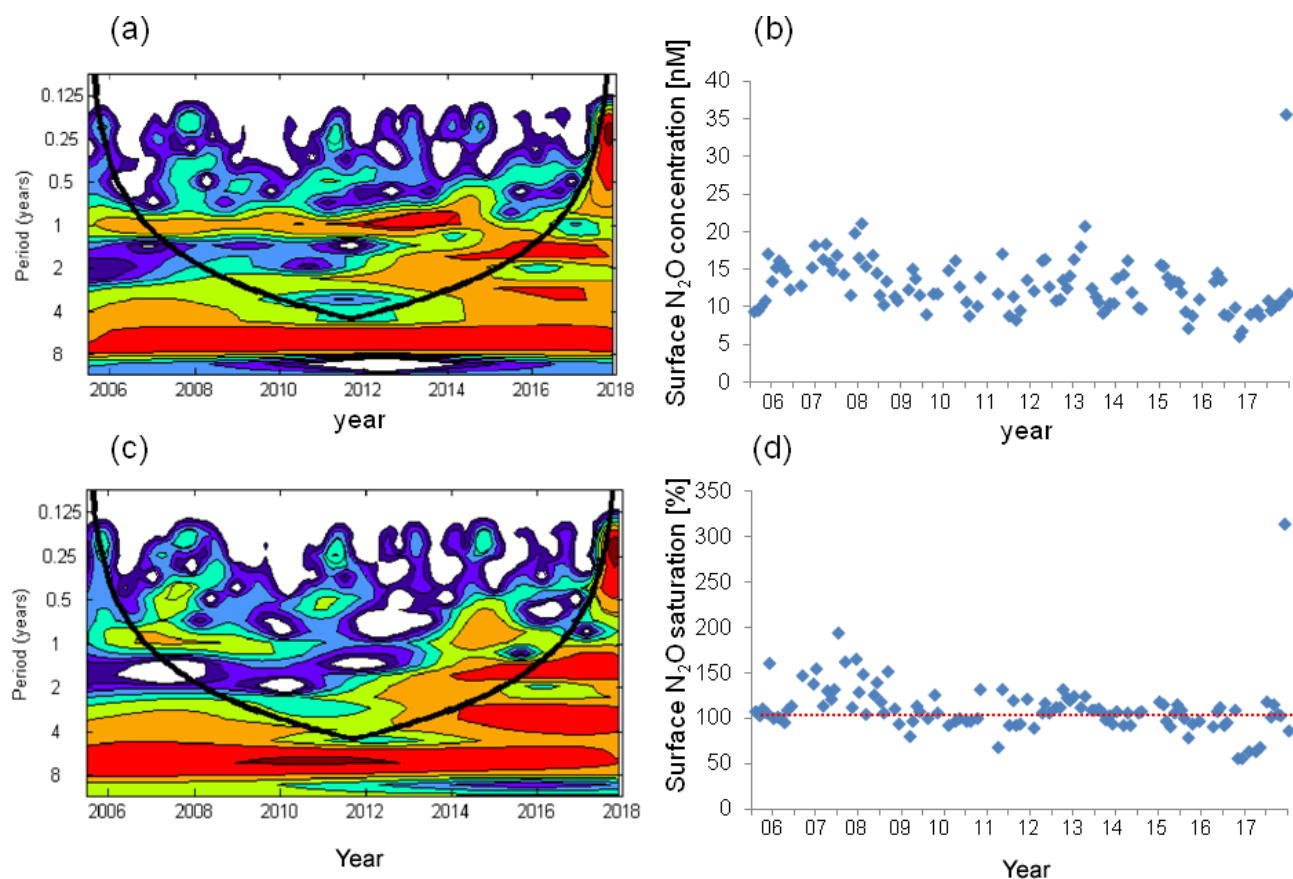 (a)
Period (years)
0.125
0.25
0.5
1
2
4
8
2006 2008 2010 2012 2014 2016 2018
year
(b)
Surface N₂O concentration [nM]
40
35
30
25
20
15
10
5
0
06 07 08 09 10 11 12 13 14 15 16 17
year
(c)
Period (years)
0.125
0.25
0.5
1
2
4
8
2006 2008 2010 2012 2014 2016 2018
Year
(d)
Surface N₂O saturation [%]
350
300
250
200
150
100
50
0
06 07 08 09 10 11 12 13 14 15 16 17
Year